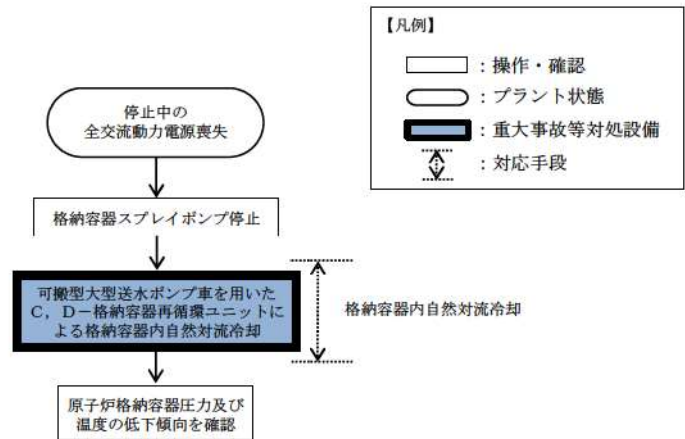 【凡例】
：操作・確認
：プラント状態
：重大事故等対処設備
：対応手段
停止中の
全交流動力電源喪失
格納容器スプレイポンプ停止
可搬型大型送水ポンプ車を用いた
C，D－格納容器再循環ユニットに
よる格納容器内自然対流冷却
格納容器内自然対流冷却
原子炉格納容器圧力及び
温度の低下傾向を確認